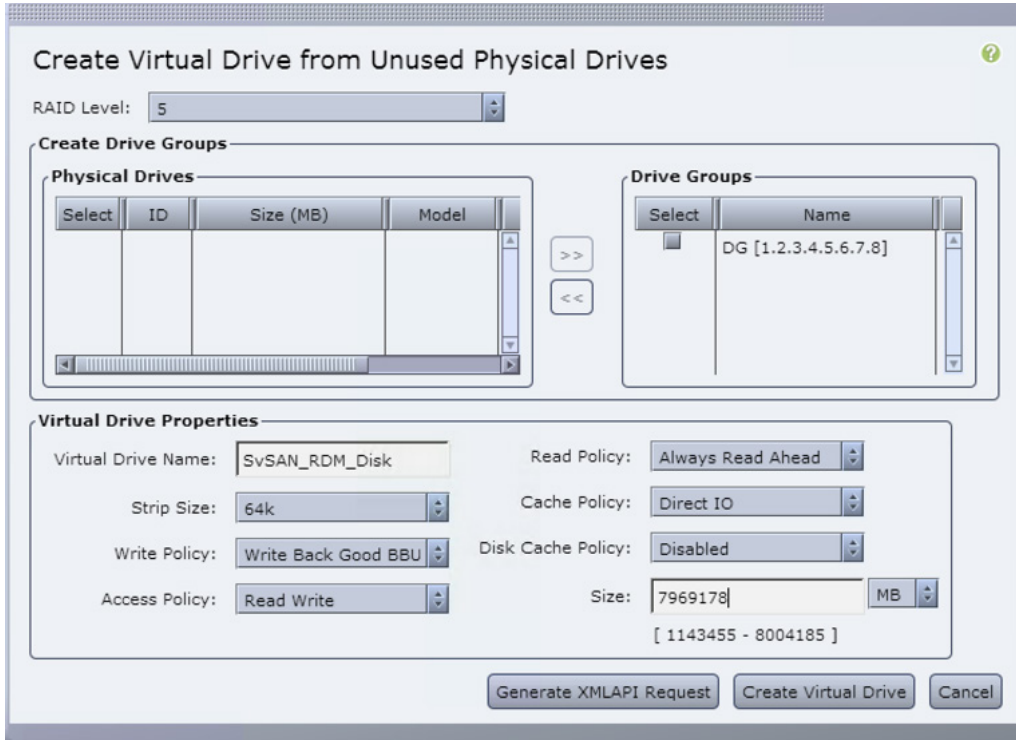 Create Virtual Drive from Unused Physical Drives
?
RAID Level: 5
Create Drive Groups
Physical Drives
Select ID Size (MB) Model
>>
<<
Drive Groups
Select Name
DG [1.2.3.4.5.6.7.8]
Virtual Drive Properties
Virtual Drive Name: SvSAN_RDM_Disk
Strip Size: 64k
Write Policy: Write Back Good BBU
Access Policy: Read Write
Read Policy: Always Read Ahead
Cache Policy: Direct IO
Disk Cache Policy: Disabled
Size: 7969178 MB
[ 1143455 - 8004185 ]
Generate XMLAPI Request Create Virtual Drive Cancel